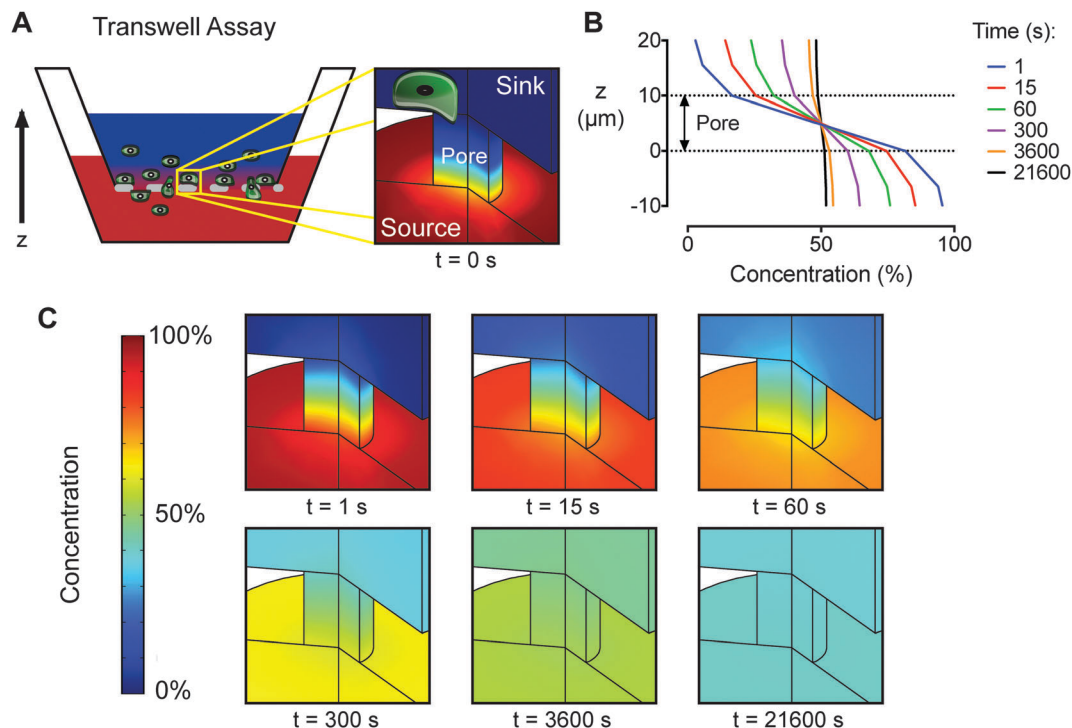 A
Transwell Assay
z
Sink
Pore
Source
t = 0 s
B
20
z
10
(µm)
Pore
0
-10
0
50
100
Concentration (%)
Time (s):
1
15
60
300
3600
21600
C
Concentration
100%
50%
0%
t = 1 s
t = 15 s
t = 60 s
t = 300 s
t = 3600 s
t = 21600 s